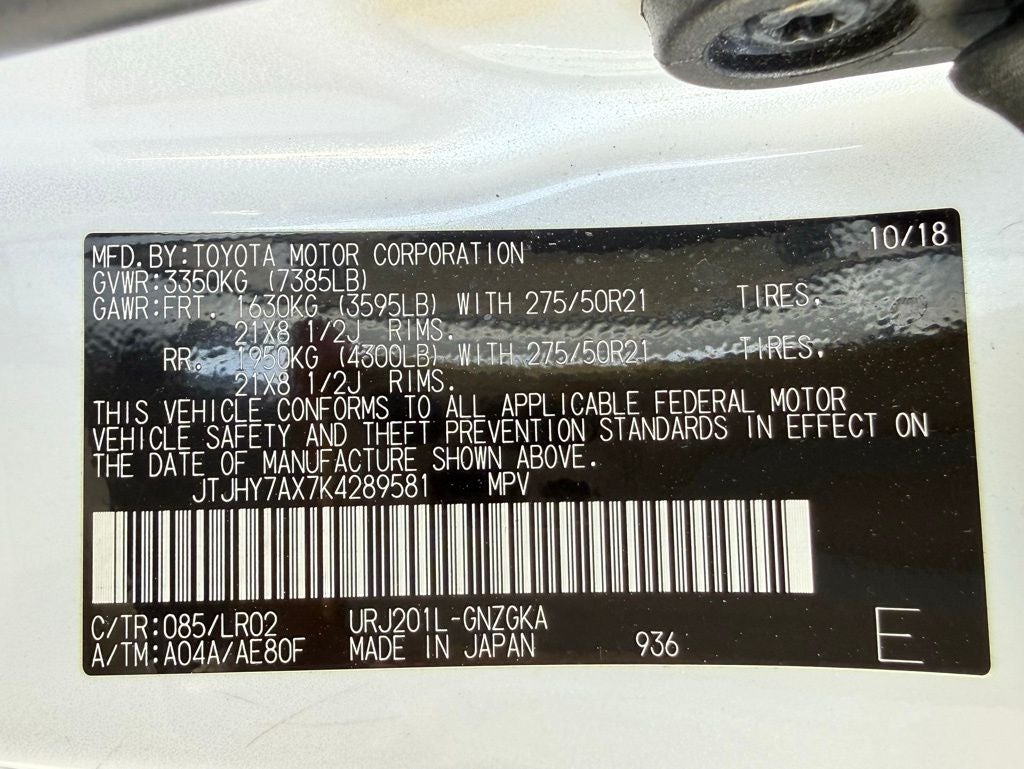 10/18
MFD.BY:TOYOTA MOTOR CORPORATION
GVWR:3350KG (7385LB)
GAWR:FRT. 1630KG (3595LB) WITH 275/50R21 TIRES.
21X8 1/2J RIMS.
RR. 1950KG (4300LB) WITH 275/50R21 TIRES.
21X8 1/2J RIMS.
THIS VEHICLE CONFORMS TO ALL APPLICABLE FEDERAL MOTOR
VEHICLE SAFETY AND THEFT PREVENTION STANDARDS IN EFFECT ON
THE DATE OF MANUFACTURE SHOWN ABOVE.
JTJHY7AX7K4289581 MPV
C/TR:085/LR02 URJ201L-GNZGKA
A/TM:A04A/AE80F MADE IN JAPAN 936 E